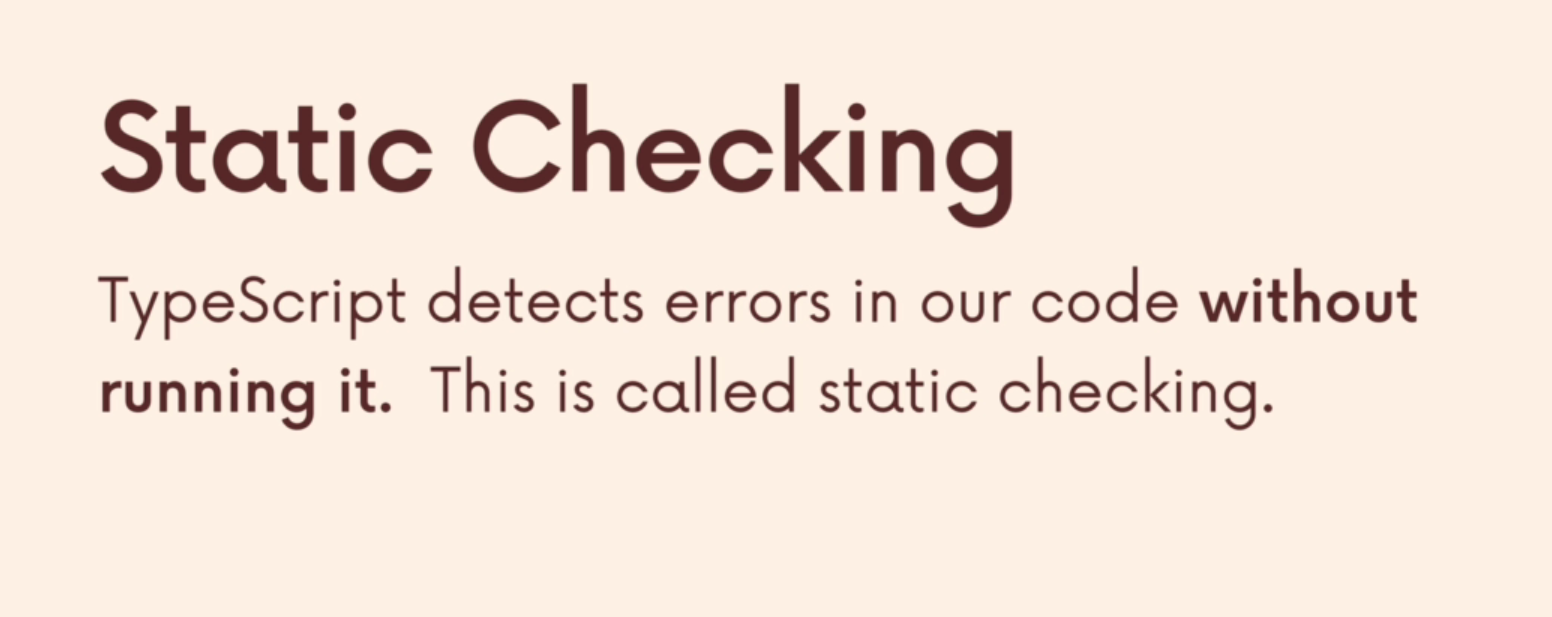 Static Checking
TypeScript detects errors in our code without
running it.  This is called static checking.